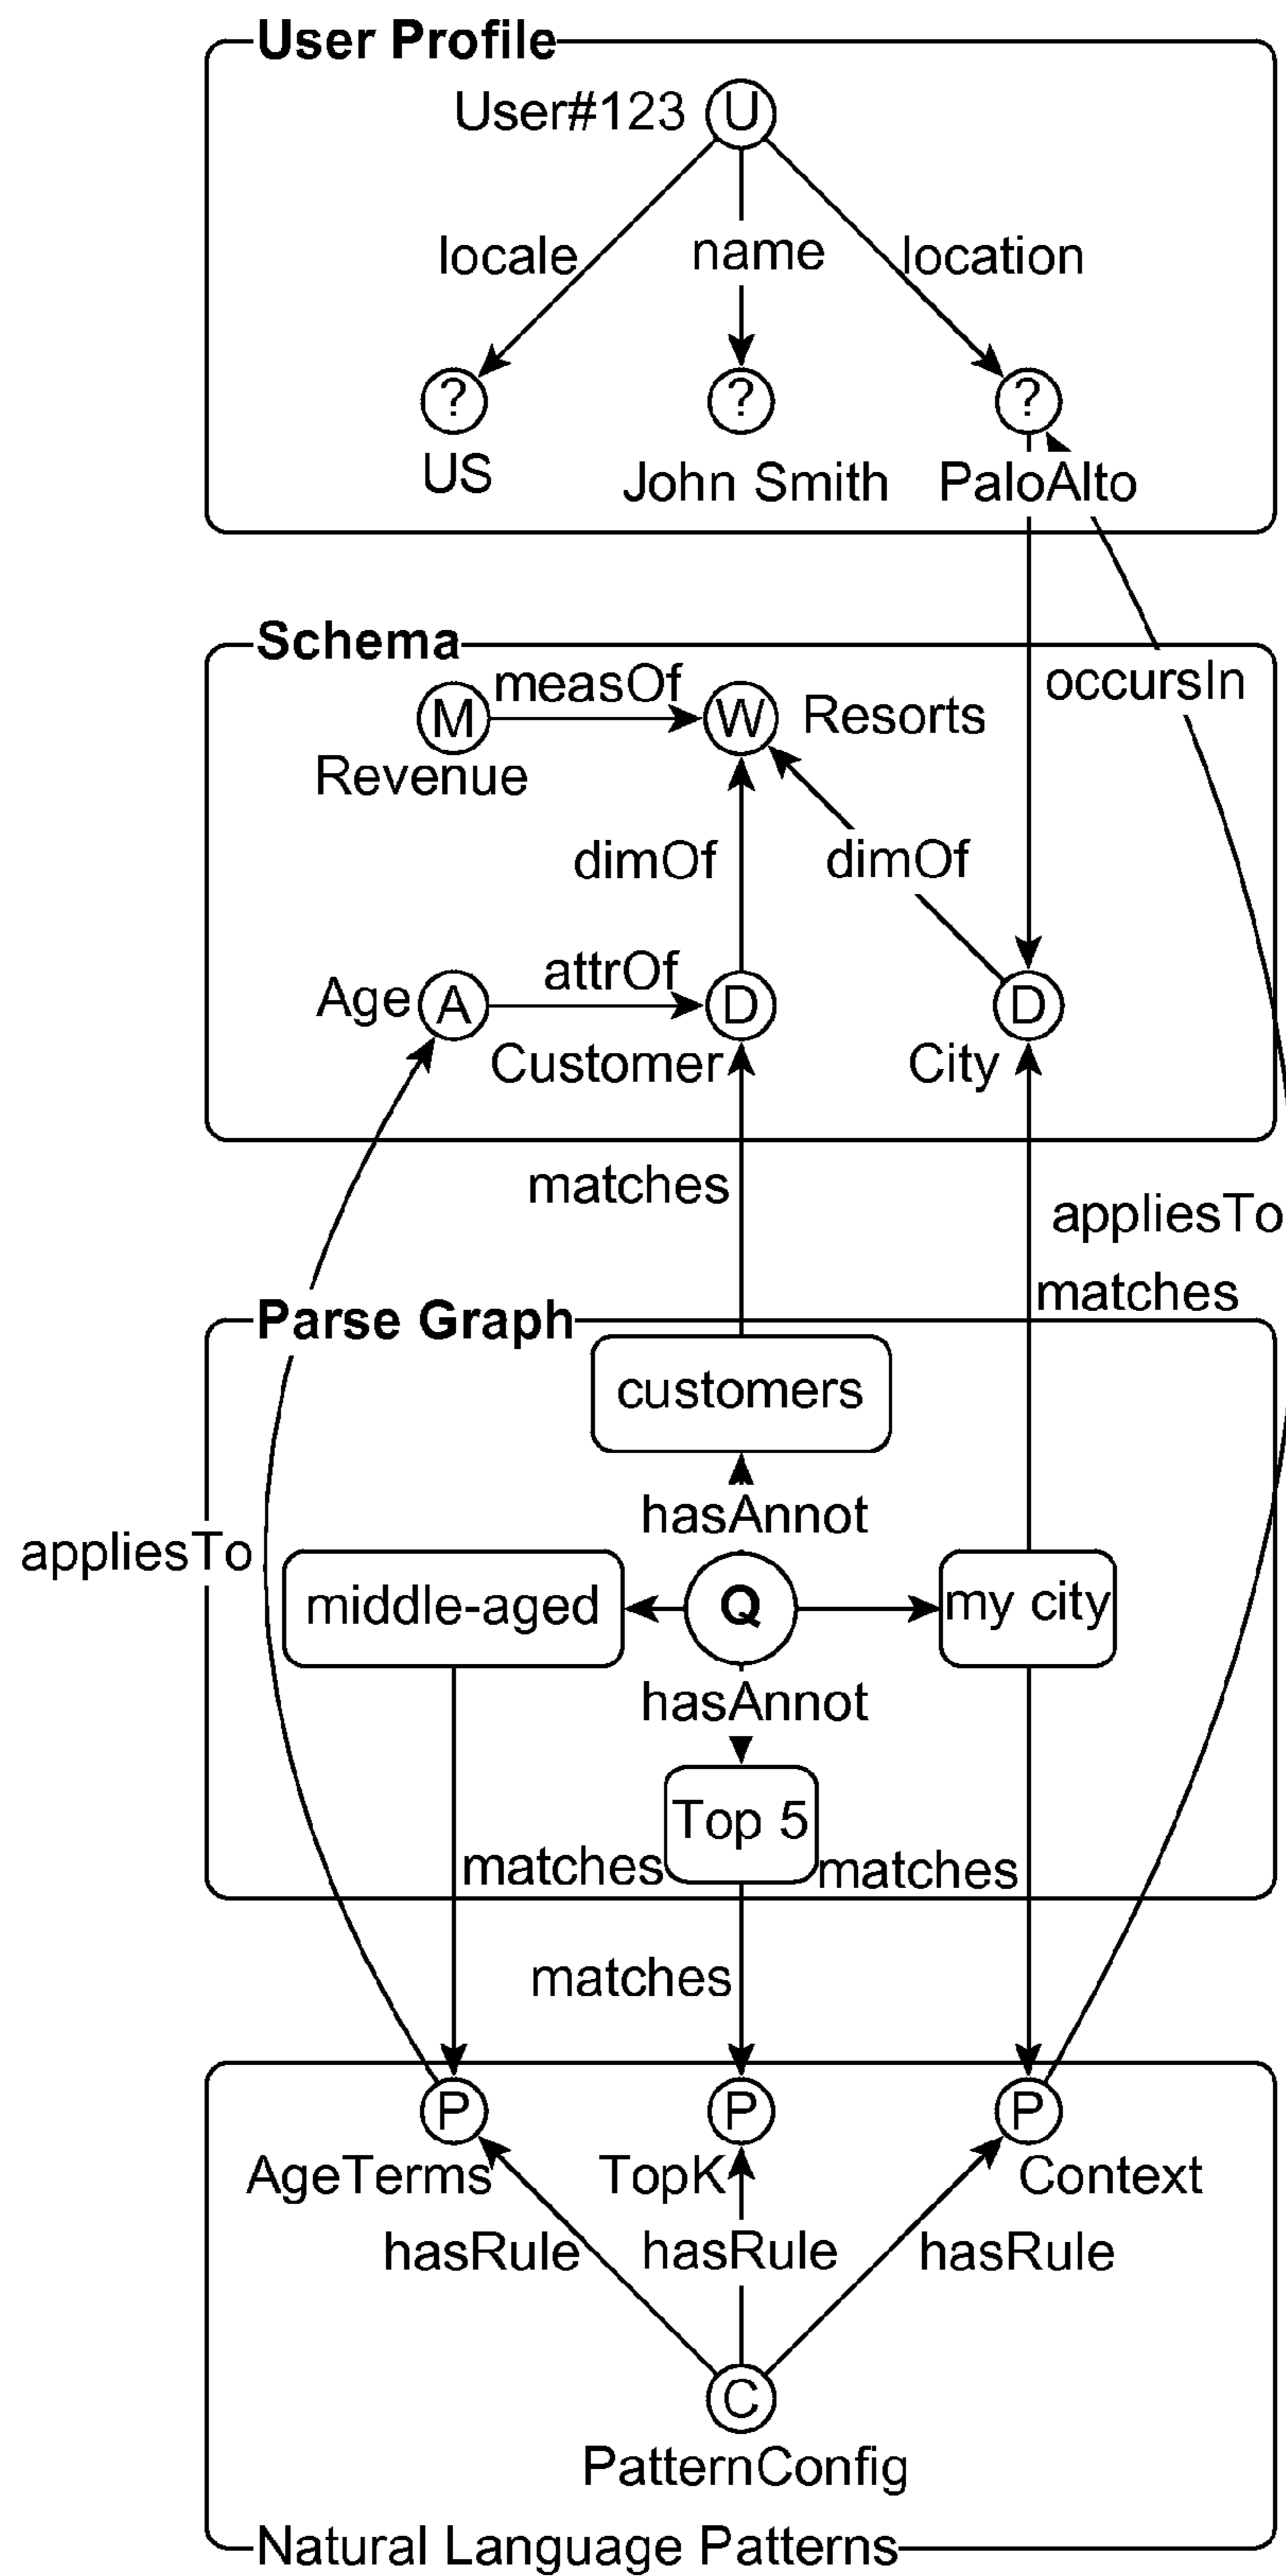 User Profile
User#123 U
locale name location
? ? ?
US John Smith PaloAlto
Schema
measOf occursIn
M W Resorts
Revenue
dimOf dimOf
attrOf
Age A D D
Customer City
matches appliesTo
matches
Parse Graph
customers
hasAnnot
appliesTo
middle-aged Q my city
hasAnnot
Top 5
matches matches
matches
P P P
AgeTerms TopK Context
hasRule hasRule hasRule
C
PatternConfig
Natural Language Patterns